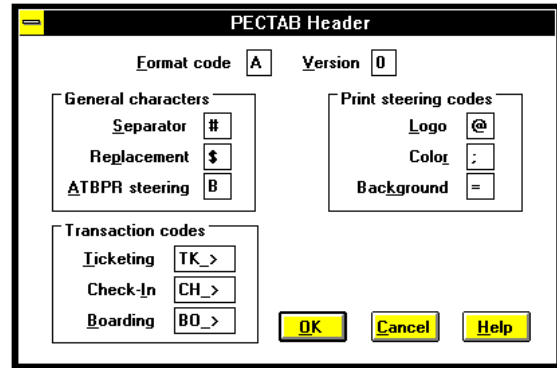 PECTAB Header
Format code A Version 0
General characters
Separator #
Replacement $
ATBPR steering B
Print steering codes
Logo @
Color ;
Background =
Transaction codes
Ticketing TK_>
Check-In CH_>
Boarding BO_>
OK Cancel Help